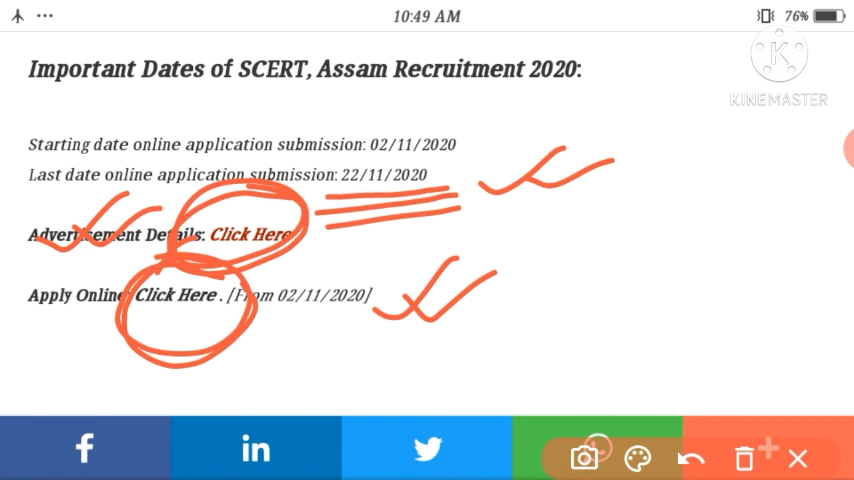 10:49 AM
76%
Important Dates of SCERT, Assam Recruitment 2020:
KINEMASTER
Starting date online application submission: 02/11/2020
Last date online application submission: 22/11/2020
Advertisement Details: Click Here
Apply Online: Click Here . [From 02/11/2020]